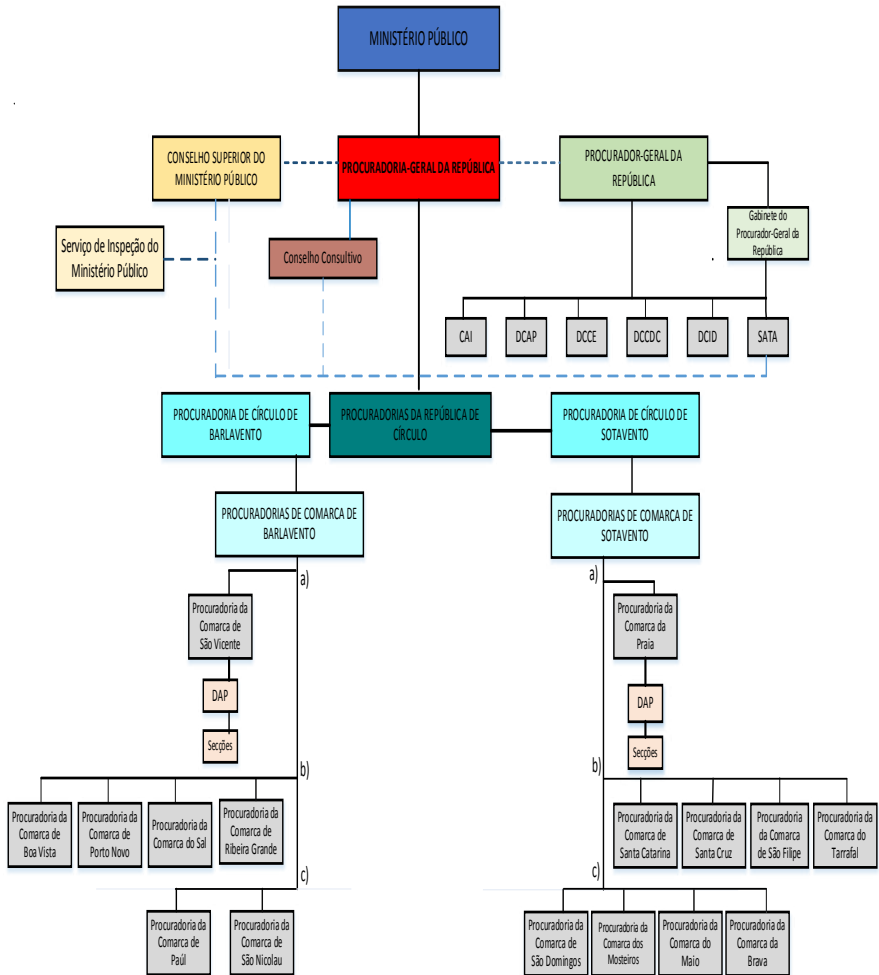 MINISTÉRIO PÚBLICO
CONSELHO SUPERIOR DO
MINISTÉRIO PÚBLICO
PROCURADORIA-GERAL DA REPÚBLICA
PROCURADOR-GERAL DA
REPÚBLICA
Gabinete do
Procurador-Geral da
República
Serviço de Inspeção do
Ministério Público
Conselho Consultivo
CAI
DCAP
DCCE
DCCDC
DCID
SATA
PROCURADORIA DE CÍRCULO DE
BARLAVENTO
PROCURADORIAS DA REPÚBLICA DE
CÍRCULO
PROCURADORIA DE CÍRCULO DE
SOTAVENTO
PROCURADORIAS DE COMARCA DE
BARLAVENTO
PROCURADORIAS DE COMARCA DE
SOTAVENTO
a)
Procuradoria da
Comarca de
São Vicente
DAP
Secções
b)
Procuradoria da
Comarca de
Boa Vista
Procuradoria da
Comarca de
Porto Novo
Procuradoria da
Comarca do Sal
Procuradoria da
Comarca de
Ribeira Grande
c)
Procuradoria da
Comarca de
Paúl
Procuradoria da
Comarca de
São Nicolau
a)
Procuradoria da
Comarca da
Praia
DAP
Secções
b)
Procuradoria da
Comarca de
Santa Catarina
Procuradoria da
Comarca de
Santa Cruz
Procuradoria
da Comarca
de São Filipe
Procuradoria da
Comarca do
Tarrafal
c)
Procuradoria da
Comarca de
São Domingos
Procuradoria da
Comarca dos
Mosteiros
Procuradoria da
Comarca do
Maio
Procuradoria da
Comarca da
Brava